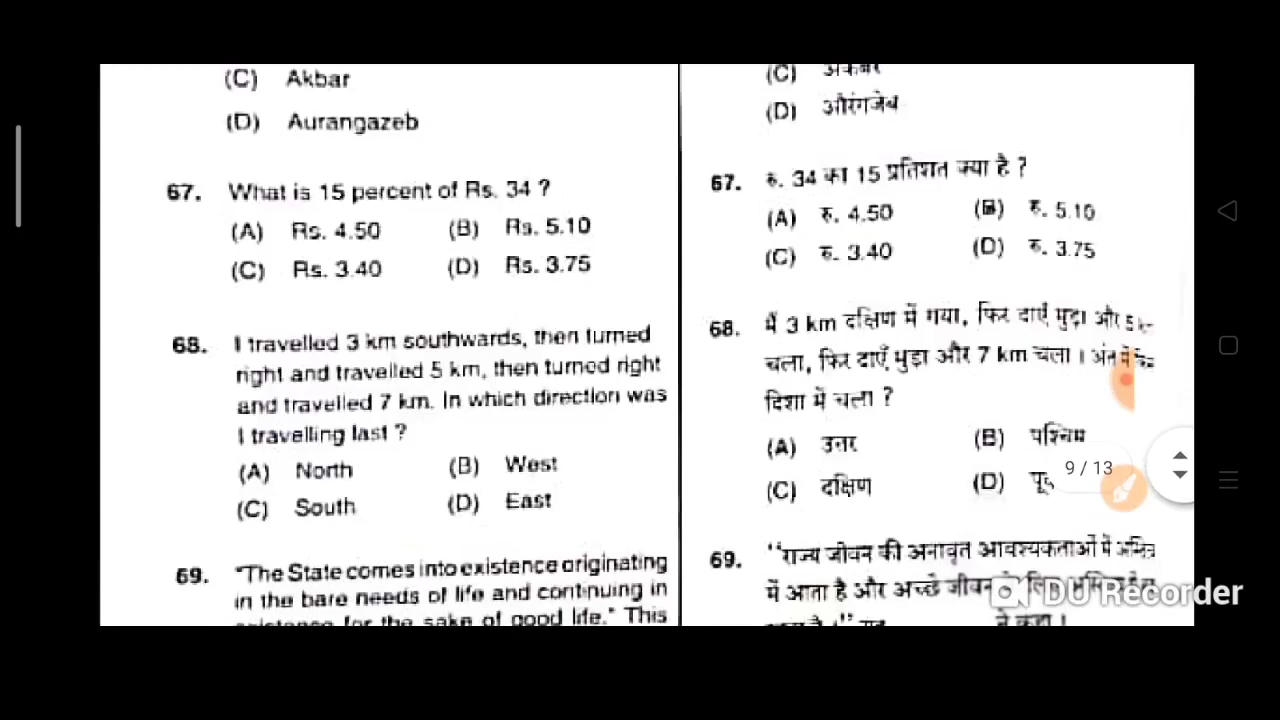 (C) Akbar
(D) Aurangazeb
67. What is 15 percent of Rs. 34 ?
(A) Rs. 4.50 (B) Rs. 5.10
(C) Rs. 3.40 (D) Rs. 3.75
68. I travelled 3 km southwards, then turned
right and travelled 5 km, then turned right
and travelled 7 km. In which direction was
I travelling last ?
(A) North (B) West
(C) South (D) East
69. "The State comes into existence originating
in the bare needs of life and continuing in
existence for the sake of good life." This
(C) अकबर
(D) औरंगजेब
67. रु. 34 का 15 प्रतिशत क्या है ?
(A) रु. 4.50 (B) रु. 5.10
(C) रु. 3.40 (D) रु. 3.75
68. मैं 3 km दक्षिण में गया, फिर दाएँ मुड़ा और 5
चला, फिर दाएँ मुड़ा और 7 km चला । अंत में
दिशा में चला ?
(A) उत्तर (B) पश्चिम
(C) दक्षिण (D)
69. "राज्य जीवन की अनावृत आवश्यकताओं में
में आता है और अच्छे जीवन
ने कहा ।
9 / 13
DU Recorder